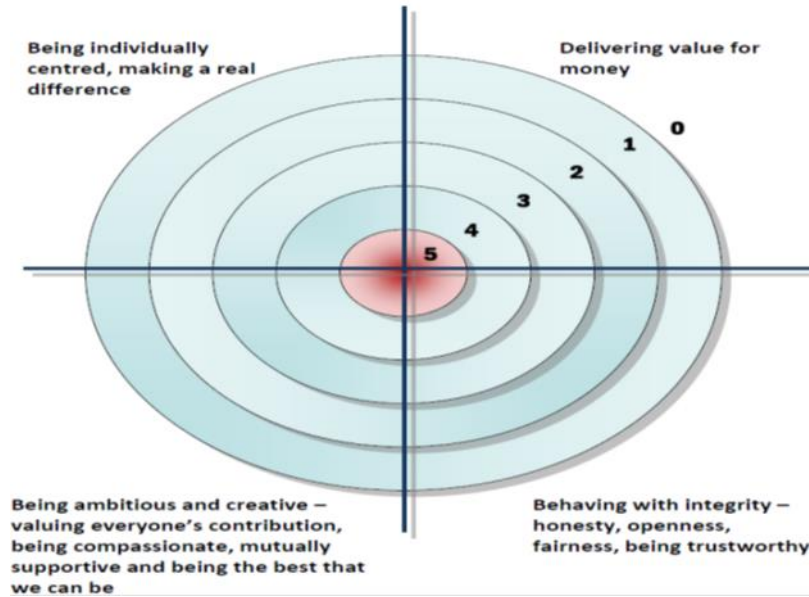 Being individually
centred, making a real
difference
Delivering value for
money
0
1
2
3
4
5
Being ambitious and creative –
valuing everyone’s contribution,
being compassionate, mutually
supportive and being the best that
we can be
Behaving with integrity –
honesty, openness,
fairness, being trustworthy